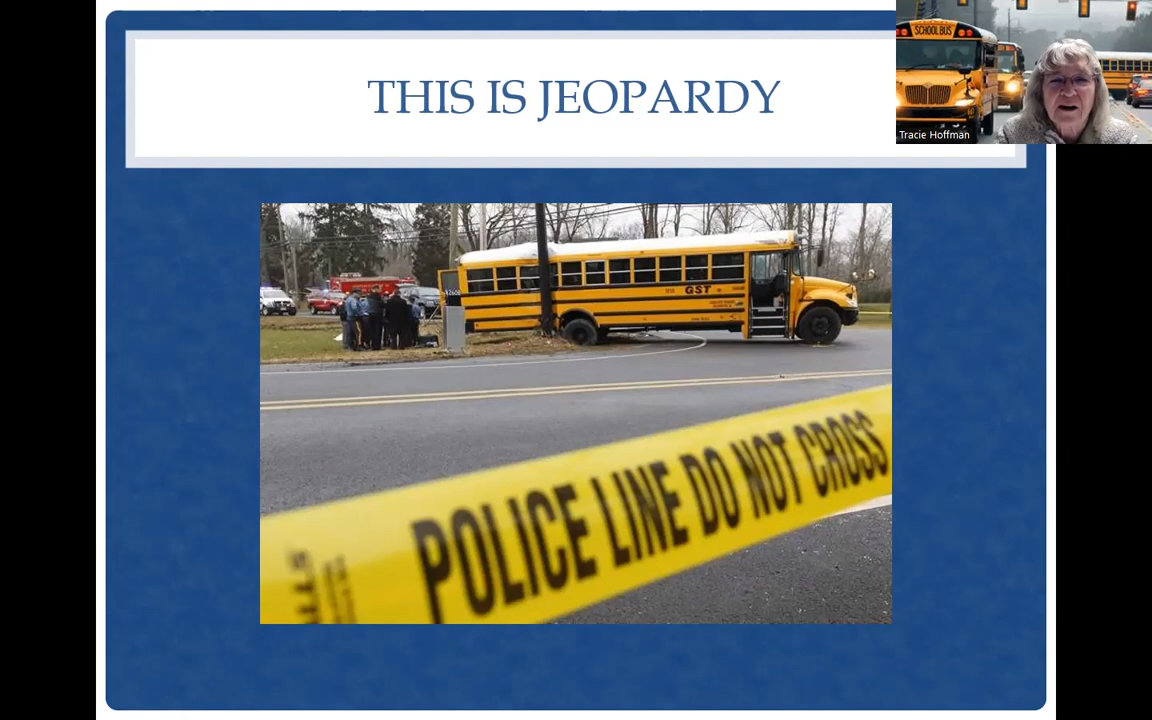 THIS IS JEOPARDY
SCHOOL BUS
Tracie Hoffman
GST
POLICE LINE DO NOT CROSS